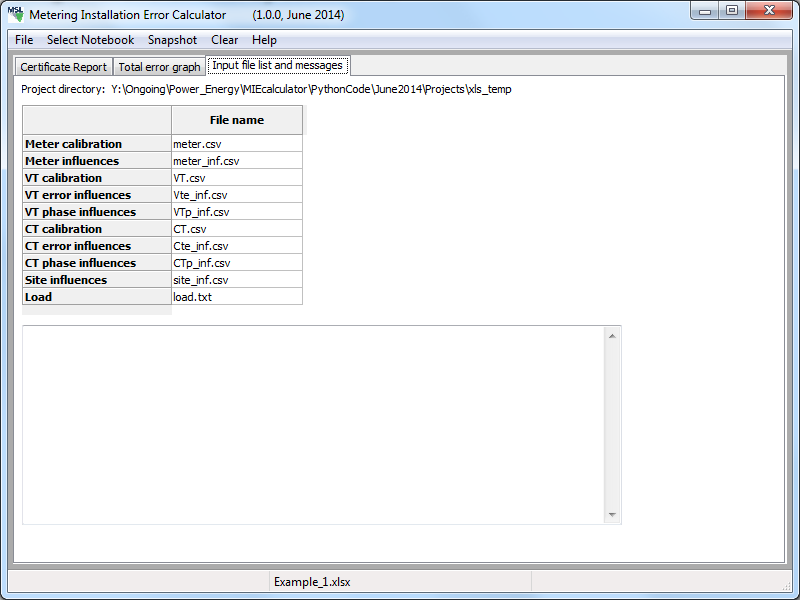 MSL Metering Installation Error Calculator (1.0.0, June 2014)
File Select Notebook Snapshot Clear Help
Certificate Report Total error graph Input file list and messages
Project directory: Y:\Ongoing\Power_Energy\MIEcalculator\PythonCode\June2014\Projects\xls_temp
File name
Meter calibration meter.csv
Meter influences meter_inf.csv
VT calibration VT.csv
VT error influences Vte_inf.csv
VT phase influences VTp_inf.csv
CT calibration CT.csv
CT error influences Cte_inf.csv
CT phase influences CTp_inf.csv
Site influences site_inf.csv
Load load.txt
Example_1.xlsx